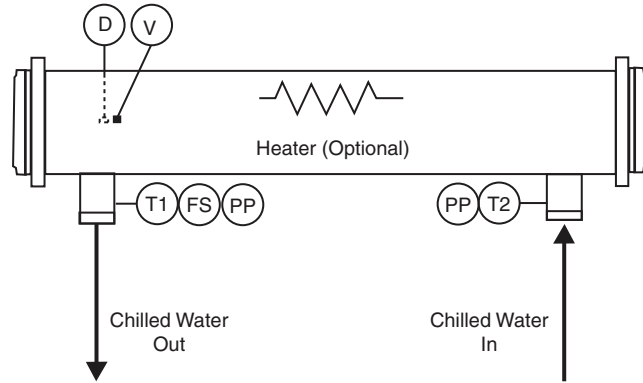 D V
Heater (Optional)
T1 FS PP
PP T2
Chilled Water
Out
Chilled Water
In